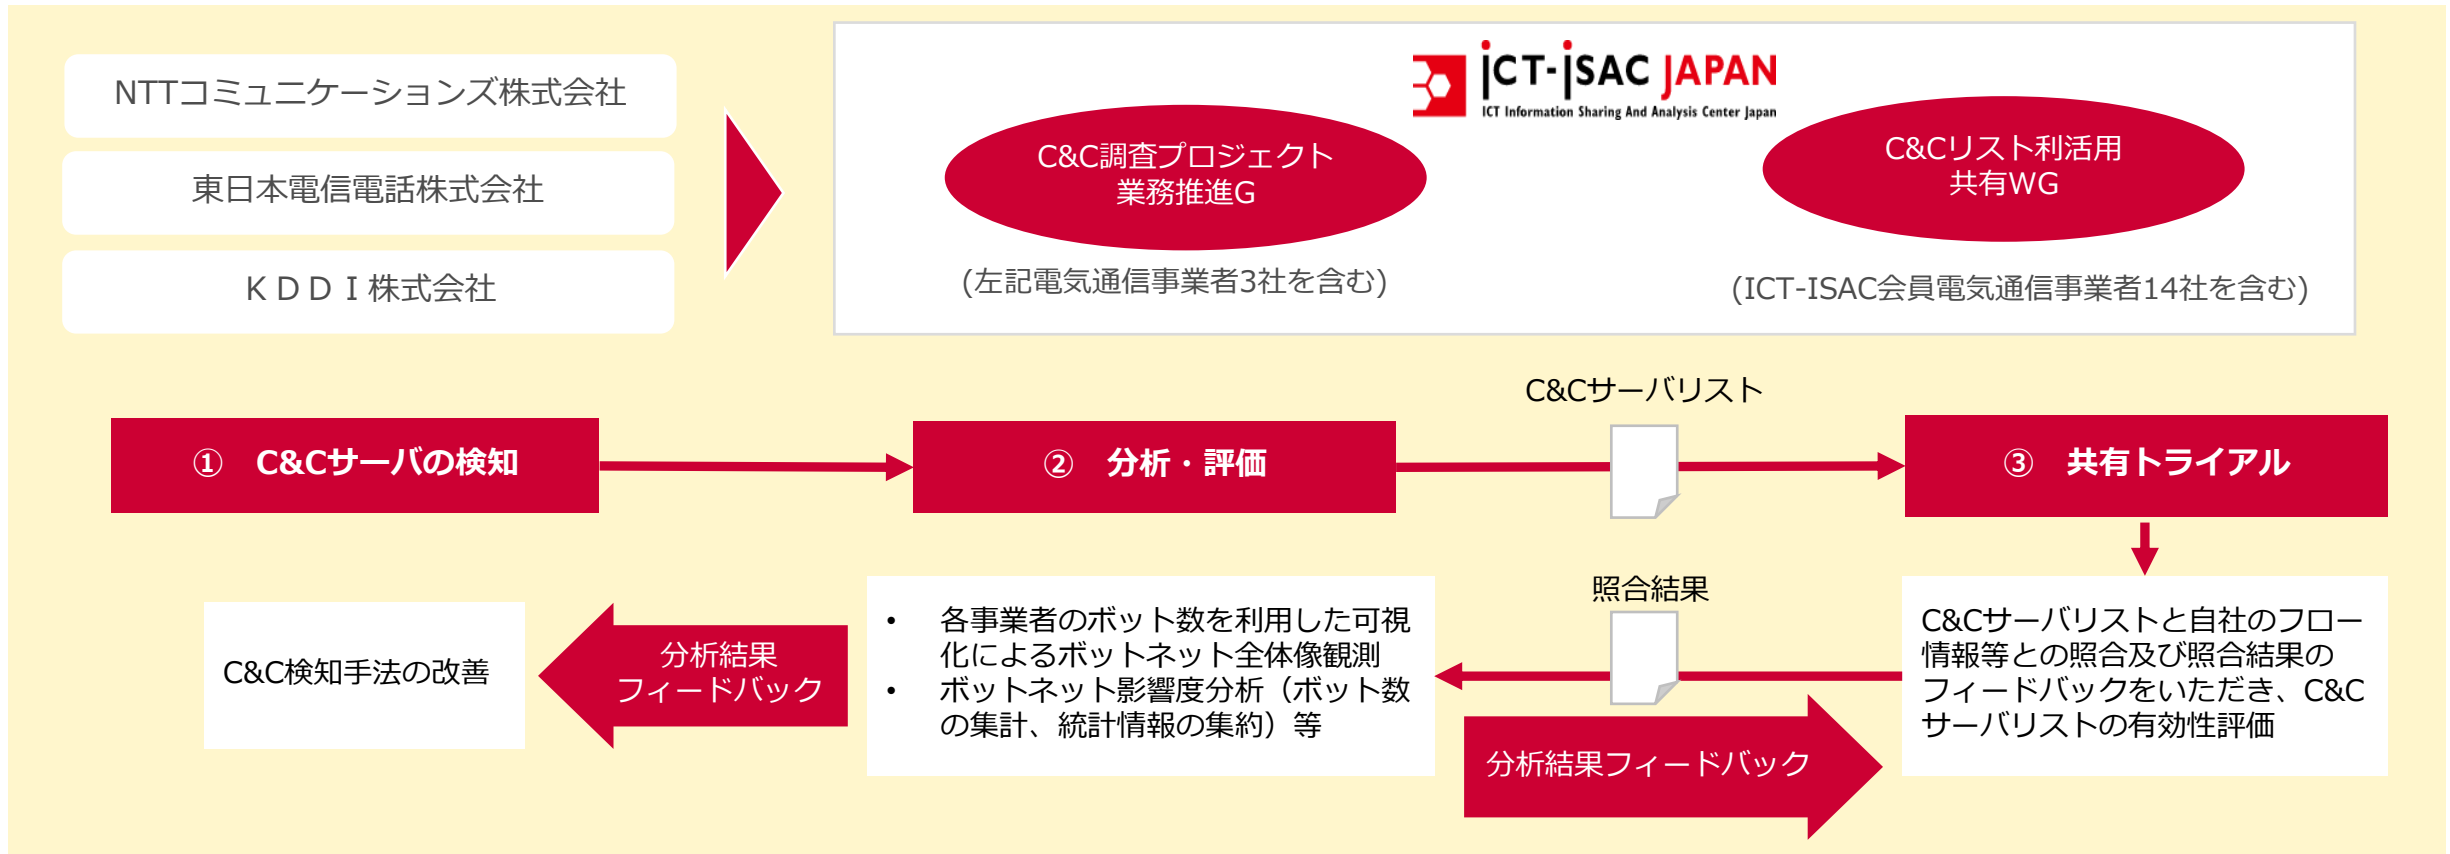 NTTコミュニケーションズ株式会社
東日本電信電話株式会社
ＫＤＤＩ株式会社
ICT-ISAC JAPAN
ICT Information Sharing And Analysis Center Japan
C&C調査プロジェクト
業務推進G
(左記電気通信事業者3社を含む)
C&Cリスト利活用
共有WG
(ICT-ISAC会員電気通信事業者14社を含む)
① C&Cサーバの検知
② 分析・評価
C&Cサーバリスト
③ 共有トライアル
C&C検知手法の改善
分析結果
フィードバック
• 各事業者のボット数を利用した可視
化によるボットネット全体像観測
• ボットネット影響度分析（ボット数
の集計、統計情報の集約）等
照合結果
分析結果フィードバック
C&Cサーバリストと自社のフロー
情報等との照合及び照合結果の
フィードバックをいただき、C&C
サーバリストの有効性評価